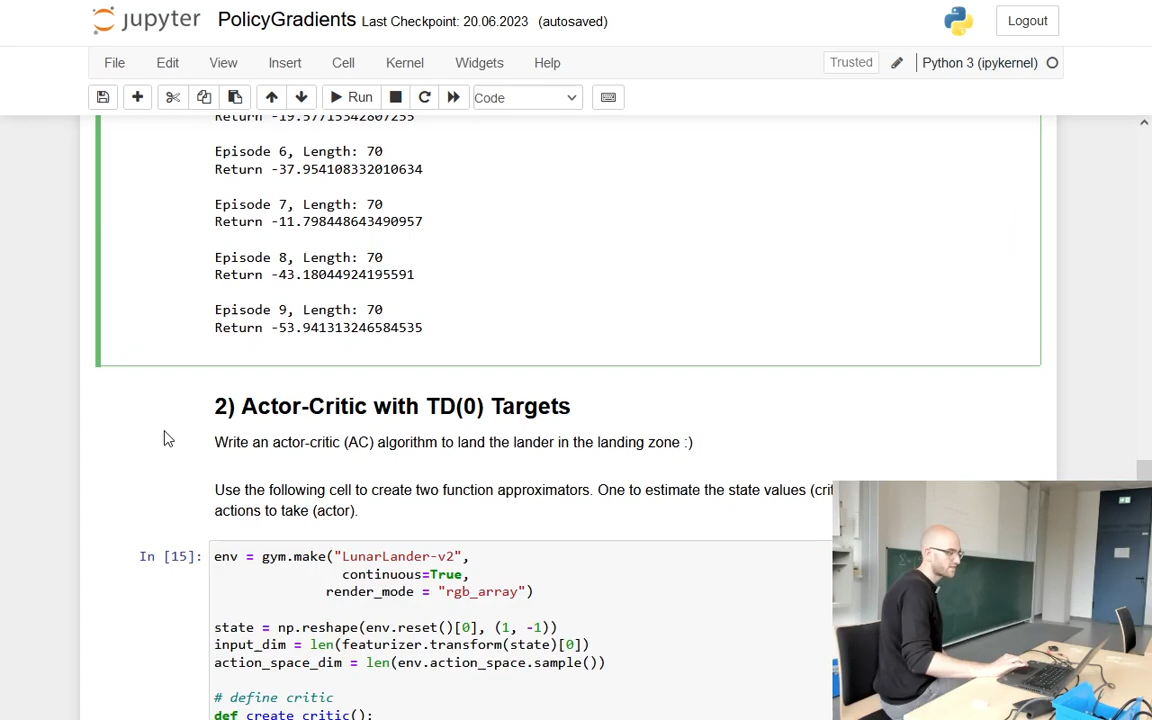 jupyter PolicyGradients Last Checkpoint: 20.06.2023 (autosaved) Logout
File Edit View Insert Cell Kernel Widgets Help Trusted Python 3 (ipykernel)
Run Code
Return -19.57715342807255
Episode 6, Length: 70
Return -37.954108332010634
Episode 7, Length: 70
Return -11.798448643490957
Episode 8, Length: 70
Return -43.18044924195591
Episode 9, Length: 70
Return -53.941313246584535
2) Actor-Critic with TD(0) Targets
Write an actor-critic (AC) algorithm to land the lander in the landing zone :)
Use the following cell to create two function approximators. One to estimate the state values (crit
actions to take (actor).
In [15]: env = gym.make("LunarLander-v2",
continuous=True,
render_mode = "rgb_array")
state = np.reshape(env.reset()[0], (1, -1))
input_dim = len(featurizer.transform(state)[0])
action_space_dim = len(env.action_space.sample())
# define critic
def create_critic():